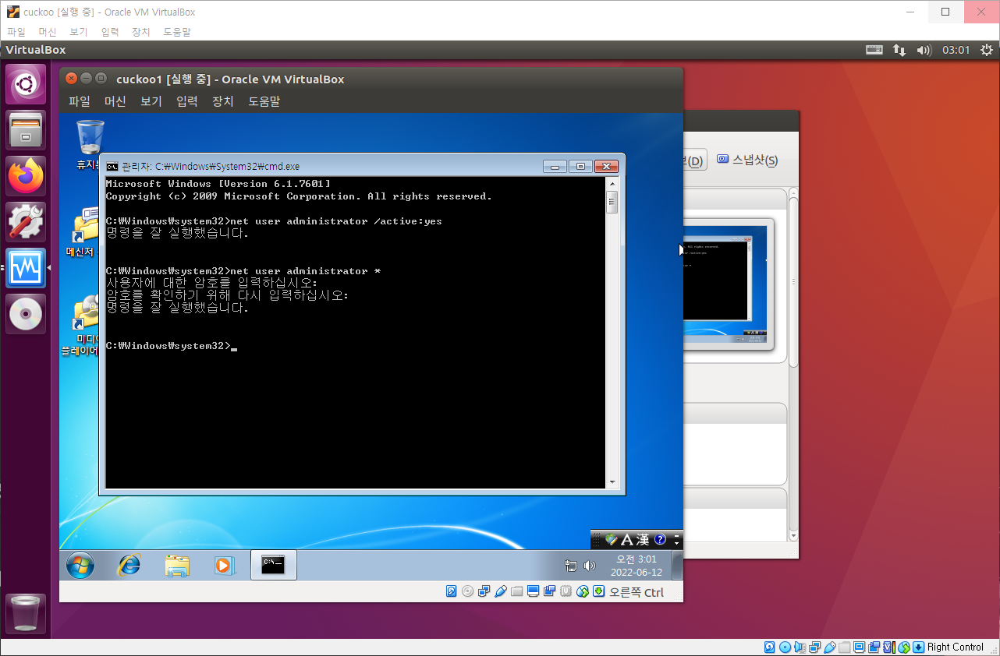 cuckoo [실행 중] - Oracle VM VirtualBox
파일 머신 보기 입력 장치 도움말
VirtualBox 03:01
cuckoo1 [실행 중] - Oracle VM VirtualBox
파일 머신 보기 입력 장치 도움말
스냅샷(S)
(D)
관리자: C:₩Windows₩System32₩cmd.exe
Microsoft Windows [Version 6.1.7601]
Copyright (c) 2009 Microsoft Corporation. All rights reserved.
C:₩Windows₩system32>net user administrator /active:yes
명령을 잘 실행했습니다.
C:₩Windows₩system32>net user administrator *
사용자에 대한 암호를 입력하십시오:
암호를 확인하기 위해 다시 입력하십시오:
명령을 잘 실행했습니다.
C:₩Windows₩system32>
메신저
플레이어
A 漢
오전 3:01
2022-06-12
오른쪽 Ctrl
Right Control